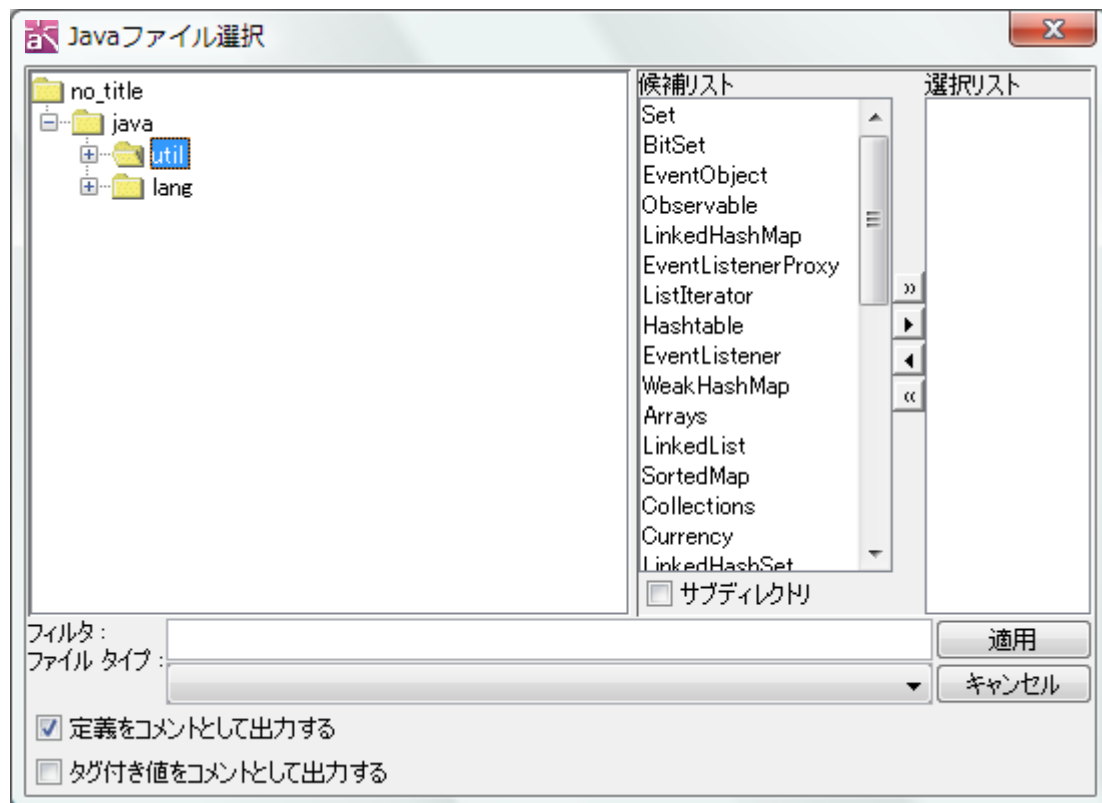 Javaファイル選択
no_title
java
util
lang
候補リスト
Set
BitSet
EventObject
Observable
LinkedHashMap
EventListenerProxy
ListIterator
Hashtable
EventListener
WeakHashMap
Arrays
LinkedList
SortedMap
Collections
Currency
LinkedHashSet
サブディレクトリ
選択リスト
フィルタ :
ファイル タイプ :
適用
キャンセル
定義をコメントとして出力する
タグ付き値をコメントとして出力する